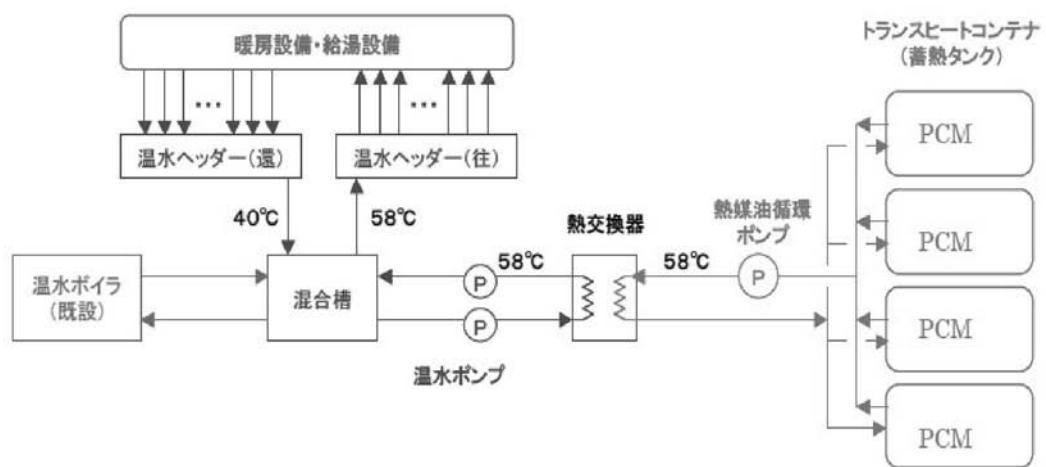 暖房設備・給湯設備
トランスヒートコンテナ
(蓄熱タンク)
・・・
・・・
温水ヘッダー(還)
温水ヘッダー(往)
PCM
40℃
58℃
熱交換器
熱媒油循環
ポンプ
PCM
温水ボイラ
(既設)
混合槽
58℃
P
58℃
P
P
PCM
温水ポンプ
PCM